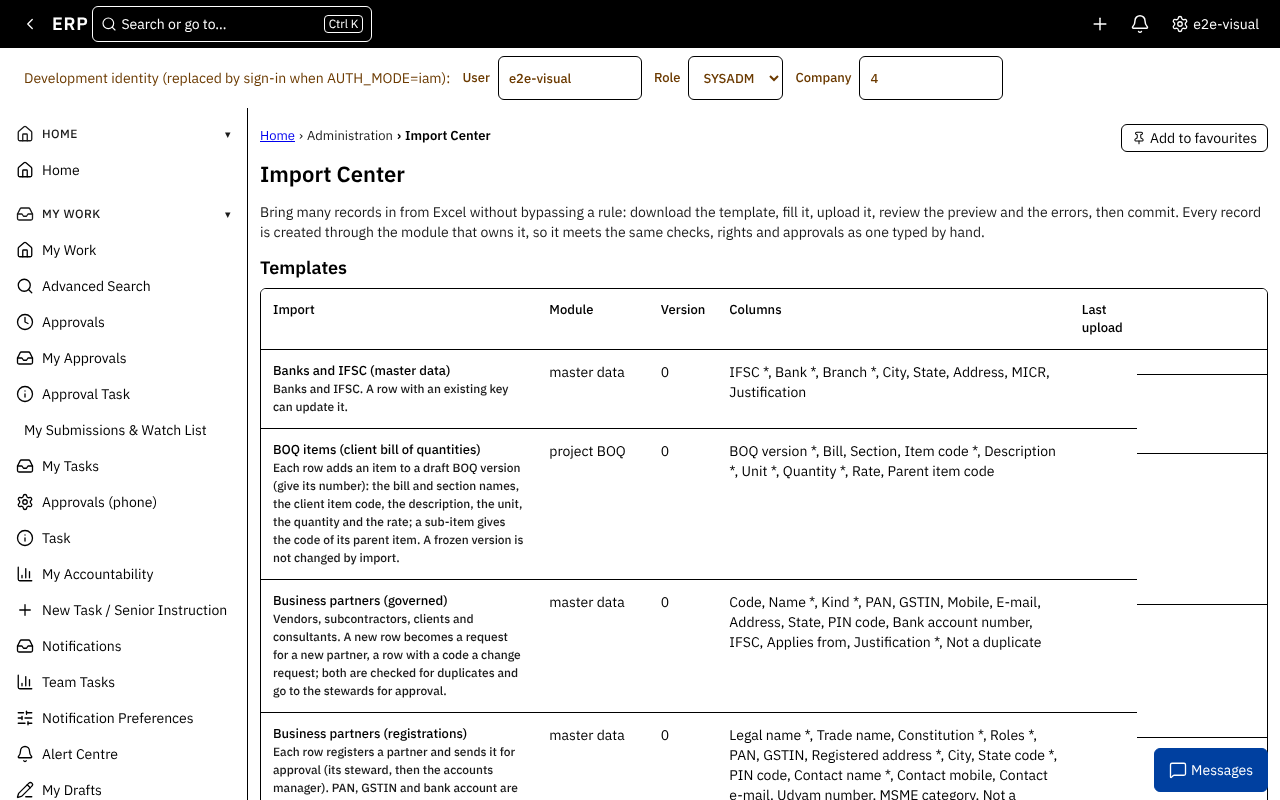 ERP
Search or go to...
Ctrl K
e2e-visual
Development identity (replaced by sign-in when AUTH_MODE=iam):
User
e2e-visual
Role
SYSADM
Company
4
HOME
Home
MY WORK
My Work
Advanced Search
Approvals
My Approvals
Approval Task
My Submissions & Watch List
My Tasks
Approvals (phone)
Task
My Accountability
New Task / Senior Instruction
Notifications
Team Tasks
Notification Preferences
Alert Centre
My Drafts
Home › Administration › Import Center
Add to favourites
Import Center
Bring many records in from Excel without bypassing a rule: download the template, fill it, upload it, review the preview and the errors, then commit. Every record
is created through the module that owns it, so it meets the same checks, rights and approvals as one typed by hand.
Templates
Import
Module
Version
Columns
Last
upload
Banks and IFSC (master data)
Banks and IFSC. A row with an existing key
can update it.
master data
0
IFSC *, Bank *, Branch *, City, State, Address, MICR,
Justification
BOQ items (client bill of quantities)
Each row adds an item to a draft BOQ version
(give its number): the bill and section names,
the client item code, the description, the unit,
the quantity and the rate; a sub-item gives
the code of its parent item. A frozen version is
not changed by import.
project BOQ
0
BOQ version *, Bill, Section, Item code *, Description
*, Unit *, Quantity *, Rate, Parent item code
Business partners (governed)
Vendors, subcontractors, clients and
consultants. A new row becomes a request
for a new partner, a row with a code a change
request; both are checked for duplicates and
go to the stewards for approval.
master data
0
Code, Name *, Kind *, PAN, GSTIN, Mobile, E-mail,
Address, State, PIN code, Bank account number,
IFSC, Applies from, Justification *, Not a duplicate
Business partners (registrations)
Each row registers a partner and sends it for
approval (its steward, then the accounts
manager). PAN, GSTIN and bank account are
master data
0
Legal name *, Trade name, Constitution *, Roles *,
PAN, GSTIN, Registered address *, City, State code *,
PIN code, Contact name *, Contact mobile, Contact
e-mail, Udyam number, MSME category, Not a
Messages